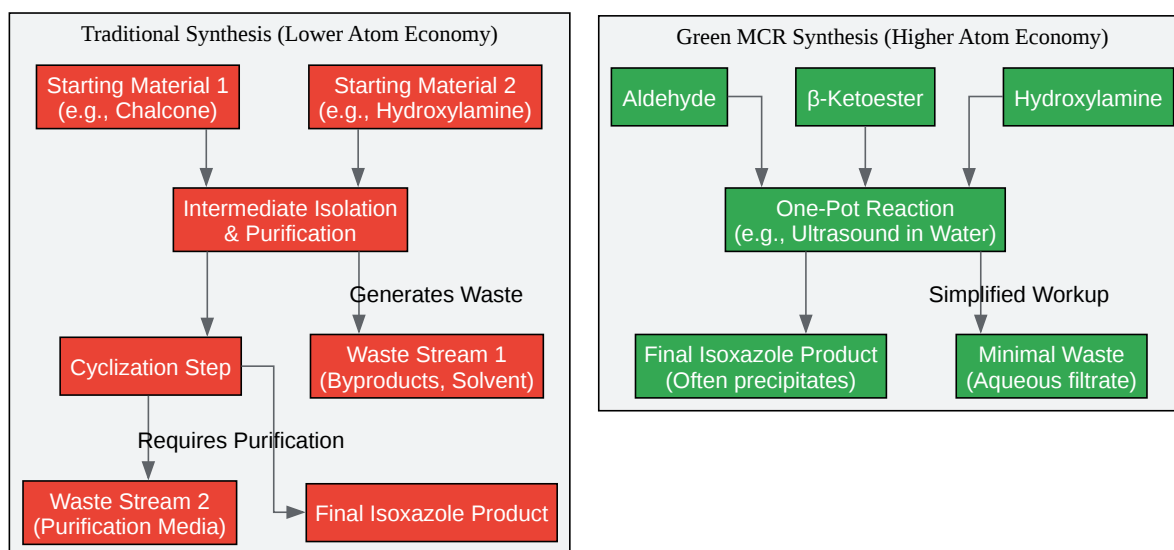 Traditional Synthesis (Lower Atom Economy)
Starting Material 1
(e.g., Chalcone)
Starting Material 2
(e.g., Hydroxylamine)
Intermediate Isolation
& Purification
Generates Waste
Cyclization Step
Waste Stream 1
(Byproducts, Solvent)
Requires Purification
Waste Stream 2
(Purification Media)
Final Isoxazole Product
Green MCR Synthesis (Higher Atom Economy)
Aldehyde
β-Ketoester
Hydroxylamine
One-Pot Reaction
(e.g., Ultrasound in Water)
Simplified Workup
Final Isoxazole Product
(Often precipitates)
Minimal Waste
(Aqueous filtrate)